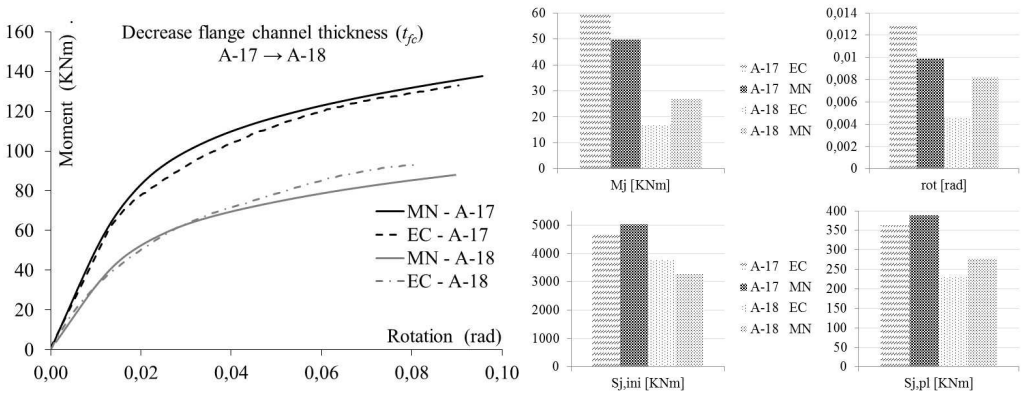 Decrease flange channel thickness (tfc)
A-17 → A-18
Moment (KNm)
160
140
120
100
80
60
40
20
0
0,00
0,02
0,04
0,06
0,08
0,10
Rotation (rad)
MN - A-17
EC - A-17
MN - A-18
EC - A-18
60
50
40
30
20
10
0
Mj [KNm]
A-17 EC
A-17 MN
A-18 EC
A-18 MN
0,014
0,012
0,01
0,008
0,006
0,004
0,002
0
rot [rad]
5000
4000
3000
2000
1000
0
Sj,ini [KNm]
A-17 EC
A-17 MN
A-18 EC
A-18 MN
400
350
300
250
200
150
100
50
0
Sj,pl [KNm]